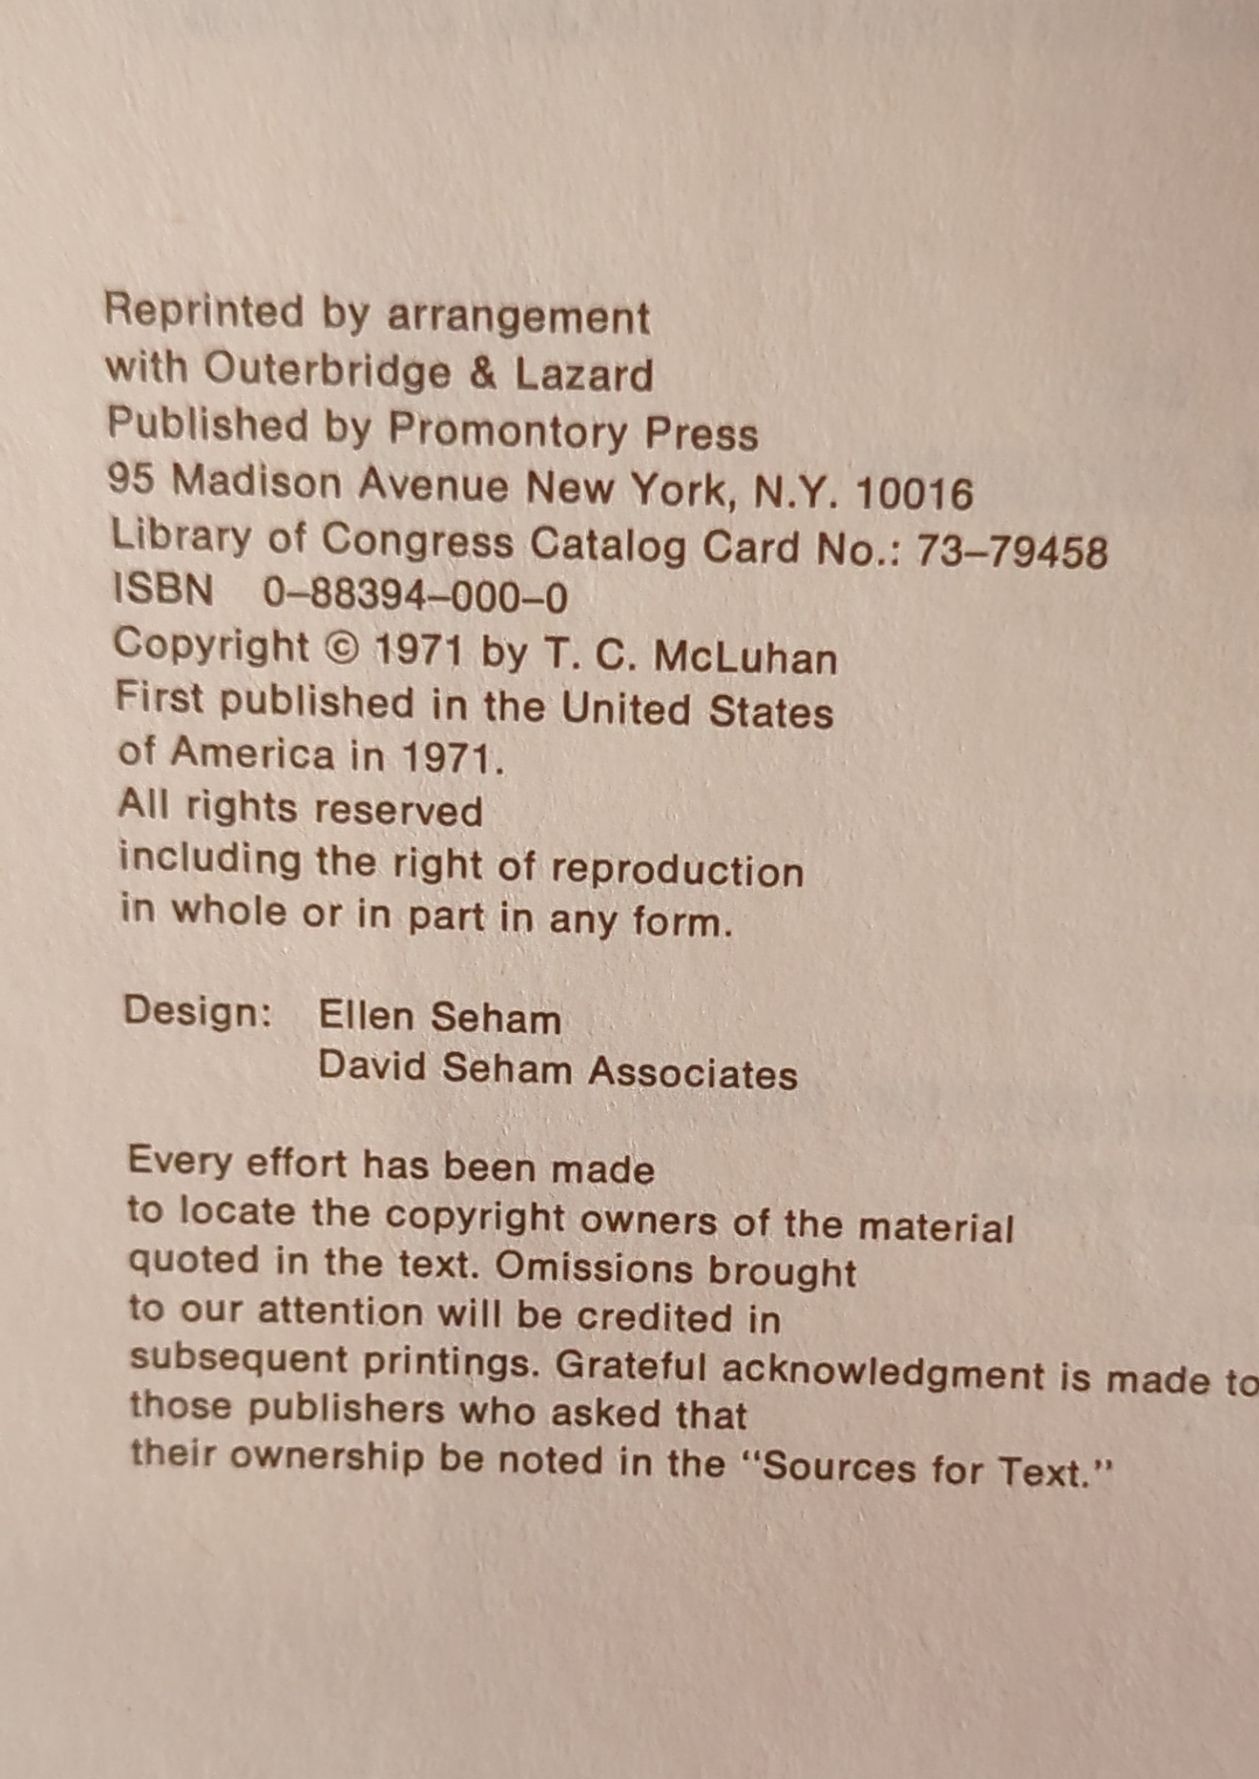 Reprinted by arrangement
with Outerbridge & Lazard
Published by Promontory Press
95 Madison Avenue New York, N.Y. 10016
Library of Congress Catalog Card No.: 73–79458
ISBN 0–88394–000–0
Copyright © 1971 by T. C. McLuhan
First published in the United States
of America in 1971.
All rights reserved
including the right of reproduction
in whole or in part in any form.
Design: Ellen Seham
David Seham Associates
Every effort has been made
to locate the copyright owners of the material
quoted in the text. Omissions brought
to our attention will be credited in
subsequent printings. Grateful acknowledgment is made to
those publishers who asked that
their ownership be noted in the “Sources for Text.”